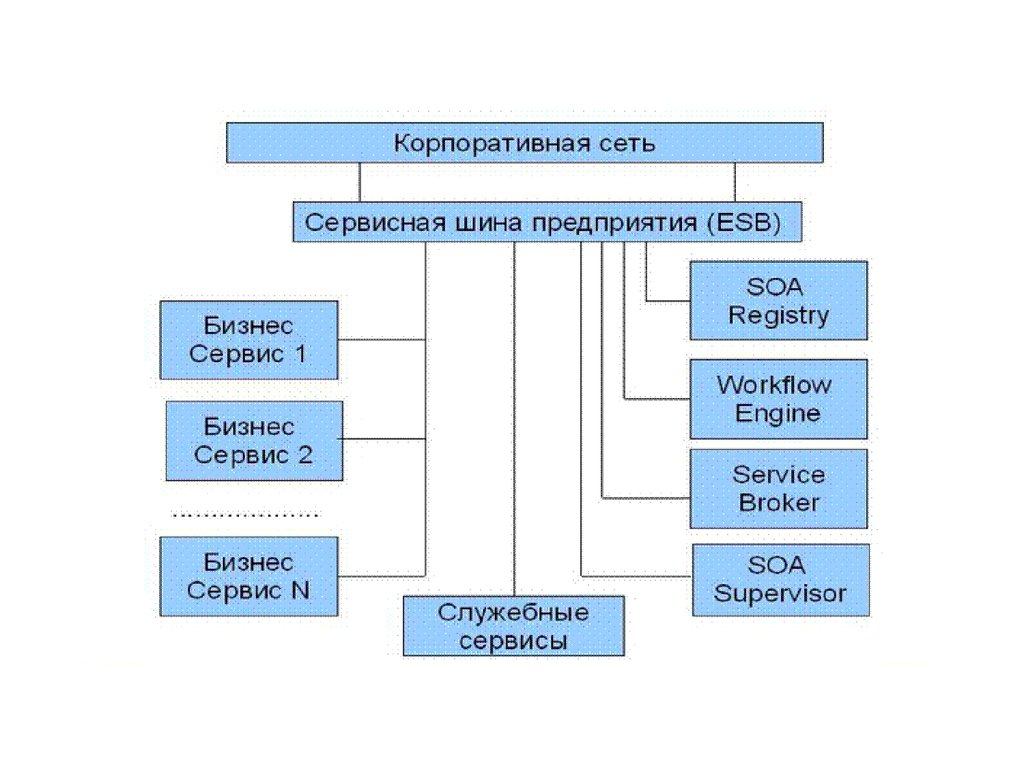 Корпоративная сеть
Сервисная шина предприятия (ESB)
SOA
Registry
Бизнес
Сервис 1
Workflow
Engine
Бизнес
Сервис 2
Service
Broker
...................
Бизнес
Сервис N
SOA
Supervisor
Служебные
сервисы